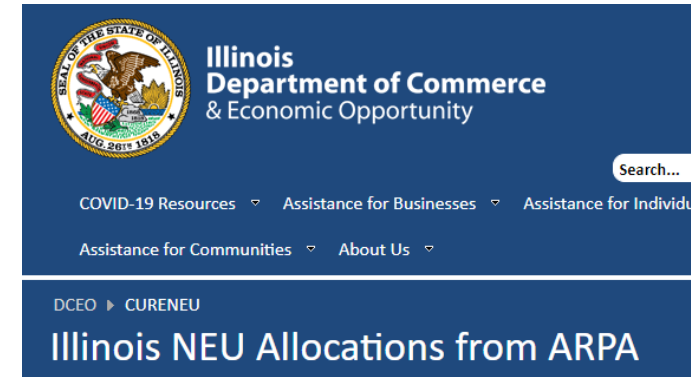 SEAL OF THE STATE OF ILLINOIS
AUG. 26TH 1818
Illinois
Department of Commerce
& Economic Opportunity
Search...
COVID-19 Resources Assistance for Businesses Assistance for Individu
Assistance for Communities About Us
DCEO CURENEU
Illinois NEU Allocations from ARPA